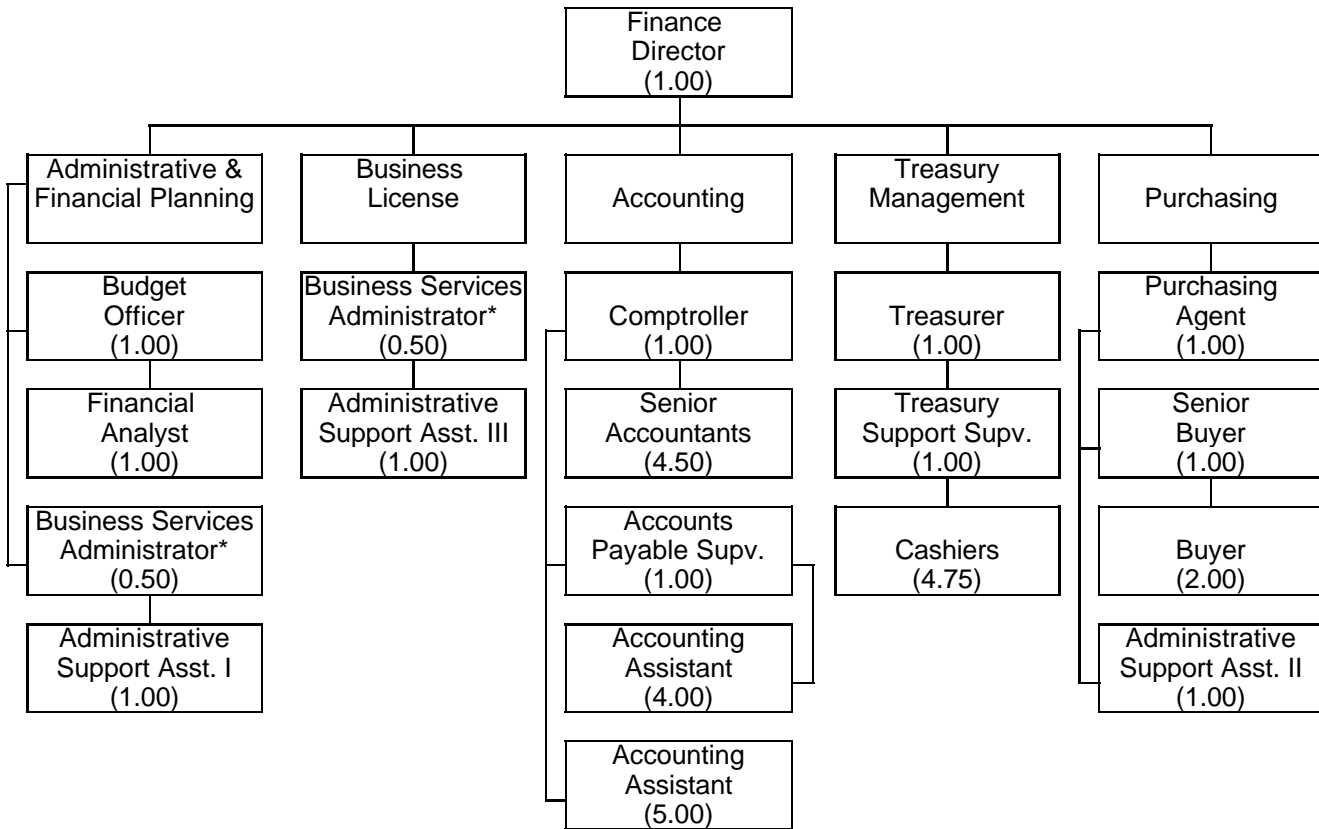 Finance
Director
(1.00)
Administrative &
Financial Planning
Business
License
Accounting
Treasury
Management
Purchasing
Budget
Officer
(1.00)
Business Services
Administrator*
(0.50)
Comptroller
(1.00)
Treasurer
(1.00)
Purchasing
Agent
(1.00)
Financial
Analyst
(1.00)
Administrative
Support Asst. III
(1.00)
Senior
Accountants
(4.50)
Treasury
Support Supv.
(1.00)
Senior
Buyer
(1.00)
Business Services
Administrator*
(0.50)
Accounts
Payable Supv.
(1.00)
Cashiers
(4.75)
Buyer
(2.00)
Administrative
Support Asst. I
(1.00)
Accounting
Assistant
(4.00)
Administrative
Support Asst. II
(1.00)
Accounting
Assistant
(5.00)